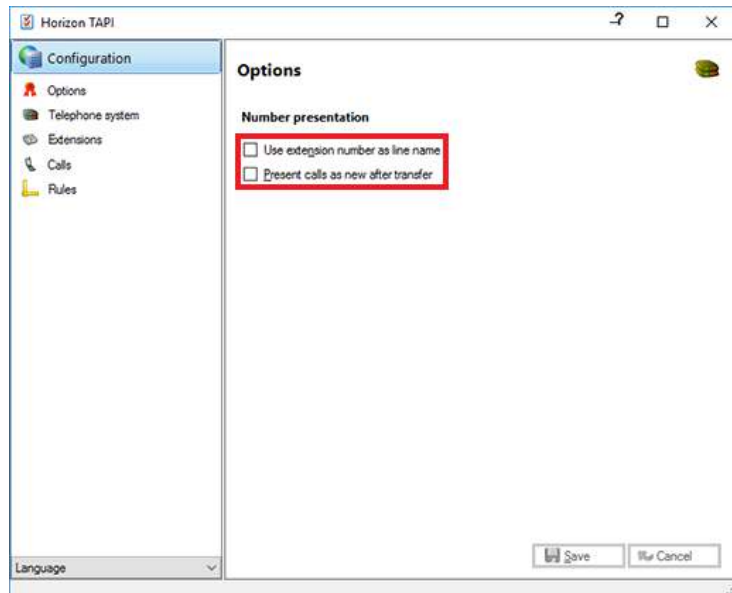 Horizon TAPI
Configuration
Options
Telephone system
Extensions
Calls
Rules
Language
Options
Number presentation
Use extension number as line name
Present calls as new after transfer
Save
Cancel